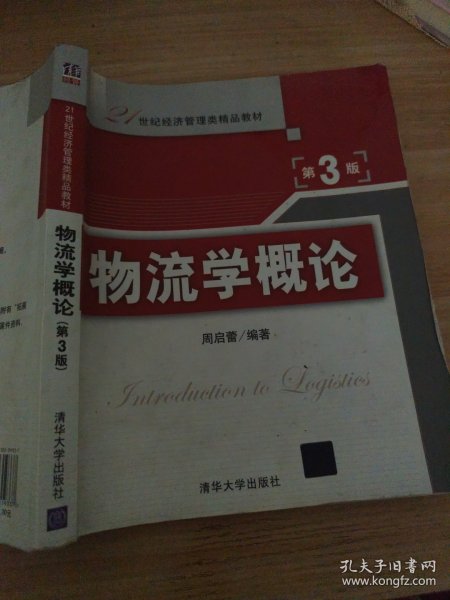 21世纪经济管理类精品教材
第3版
物流学概论
周启蕾/编著
Introduction to Logistics
清华大学出版社
21世纪经济管理类精品教材
物流学概论(第3版)
清华大学出版社
孔夫子旧书网
www.kongfz.com